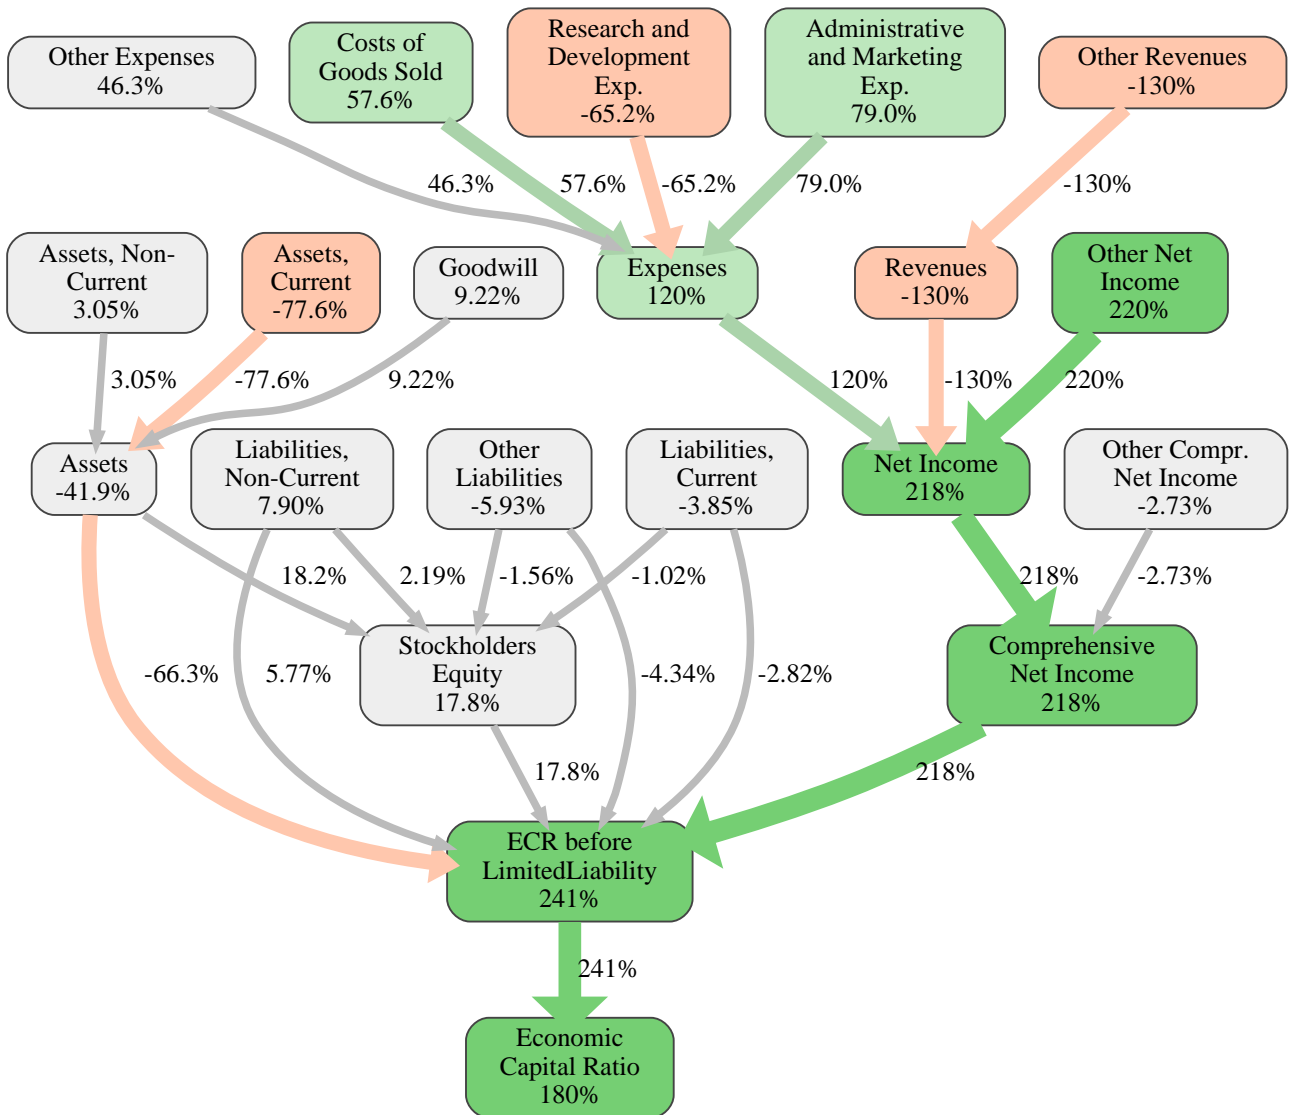 Other Expenses
46.3%
Costs of
Goods Sold
57.6%
Research and
Development
Exp.
-65.2%
Administrative
and Marketing
Exp.
79.0%
Other Revenues
-130%
46.3%
57.6%
-65.2%
79.0%
-130%
Assets, Non-
Current
3.05%
Assets,
Current
-77.6%
Goodwill
9.22%
Expenses
120%
Revenues
-130%
Other Net
Income
220%
3.05%
-77.6%
9.22%
120%
-130%
220%
Assets
-41.9%
Liabilities,
Non-Current
7.90%
Other
Liabilities
-5.93%
Liabilities,
Current
-3.85%
Net Income
218%
Other Compr.
Net Income
-2.73%
18.2%
2.19%
-1.56%
-1.02%
218%
-2.73%
-66.3%
5.77%
Stockholders
Equity
17.8%
-4.34%
-2.82%
Comprehensive
Net Income
218%
17.8%
218%
ECR before
LimitedLiability
241%
241%
Economic
Capital Ratio
180%